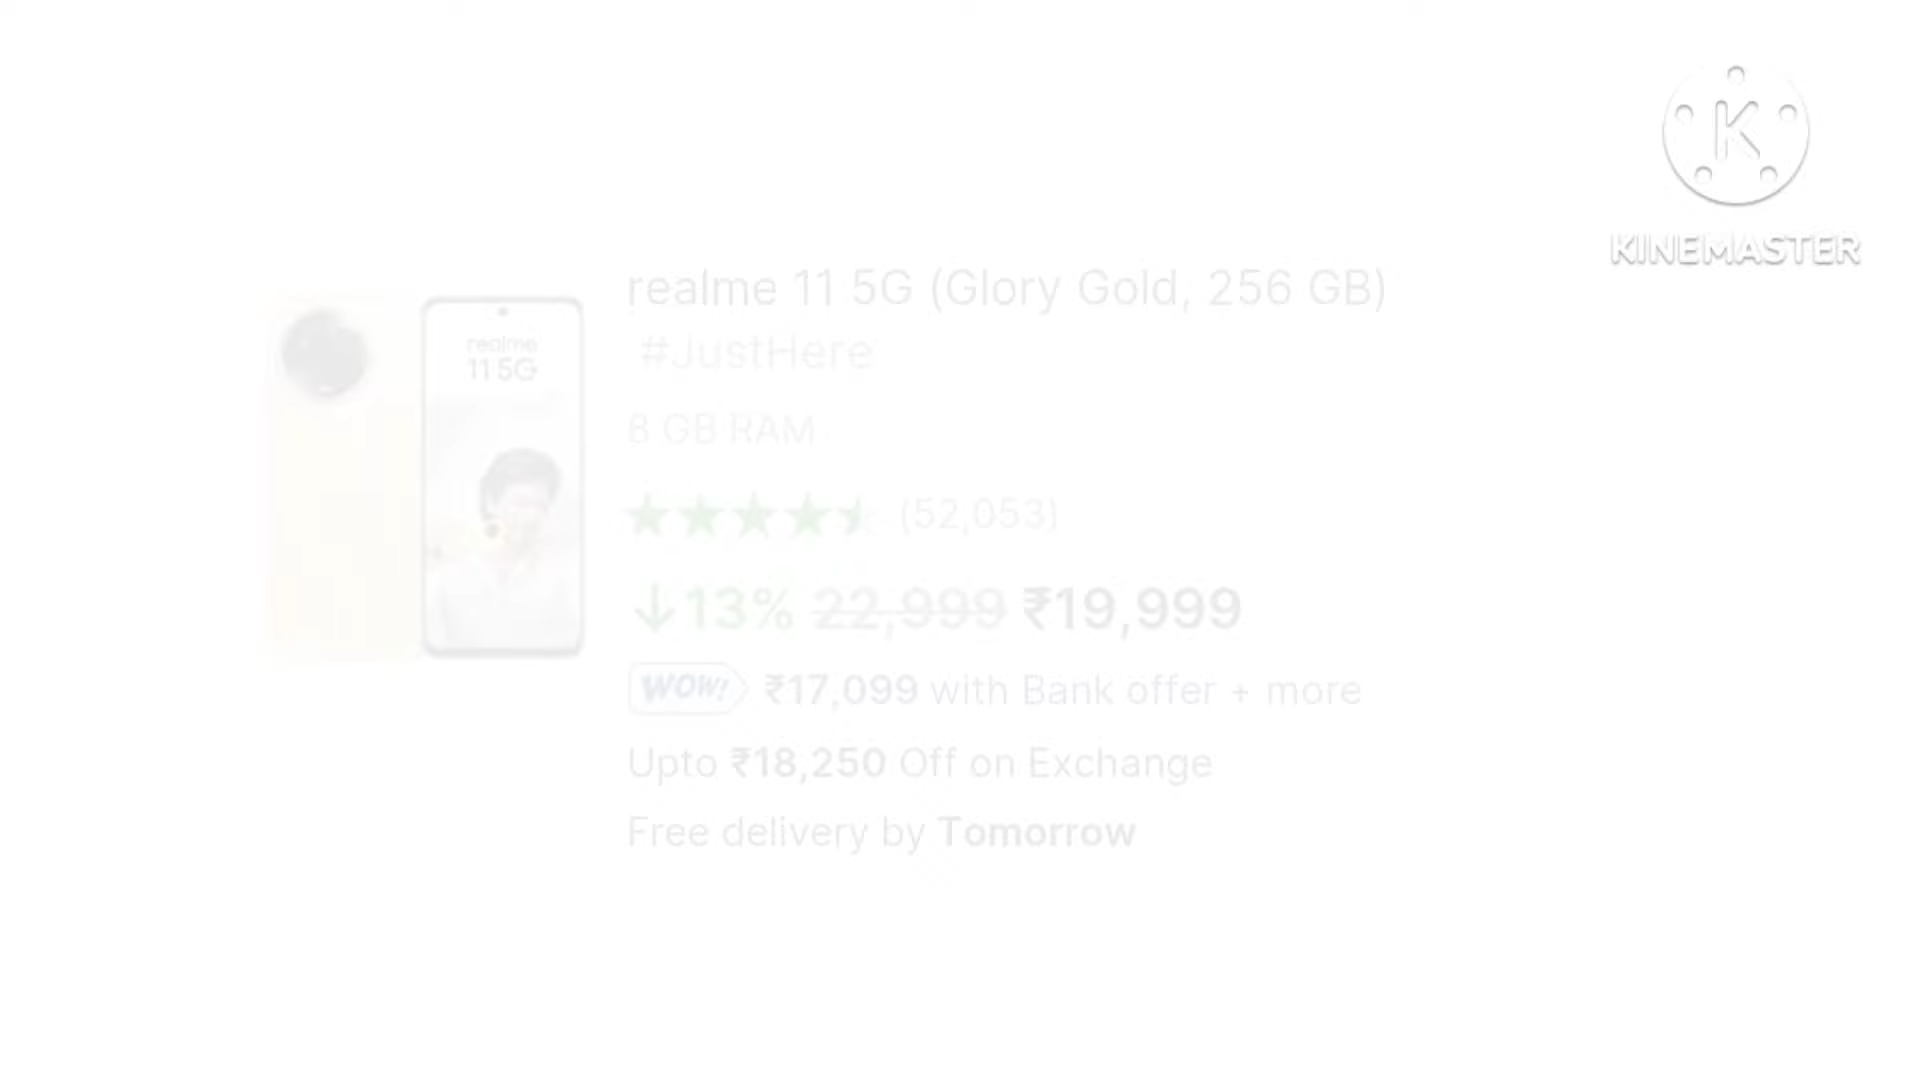 KINEMASTER
realme 11 5G (Glory Gold, 256 GB)
#JustHere
realme
11 5G
8 GB RAM
(52,053)
↓13% 22,999 ₹19,999
WOW! ₹17,099 with Bank offer + more
Upto ₹18,250 Off on Exchange
Free delivery by Tomorrow